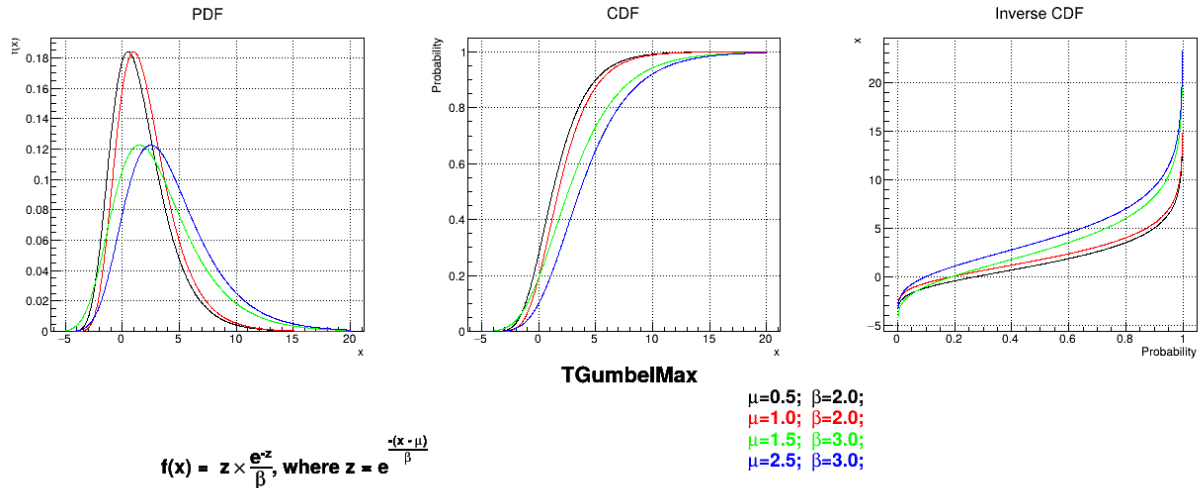 PDF
f(x)
0.18
0.16
0.14
0.12
0.1
0.08
0.06
0.04
0.02
0
−5 0 5 10 15 20
x
CDF
Probability
1
0.8
0.6
0.4
0.2
0
−5 0 5 10 15 20
x
Inverse CDF
x
20
15
10
5
0
−5
0 0.2 0.4 0.6 0.8 1
Probability
TGumbelMax
μ=0.5; β=2.0;
μ=1.0; β=2.0;
μ=1.5; β=3.0;
μ=2.5; β=3.0;
f(x) = z × e^-z/β, where z = e^(-(x - μ)/β)